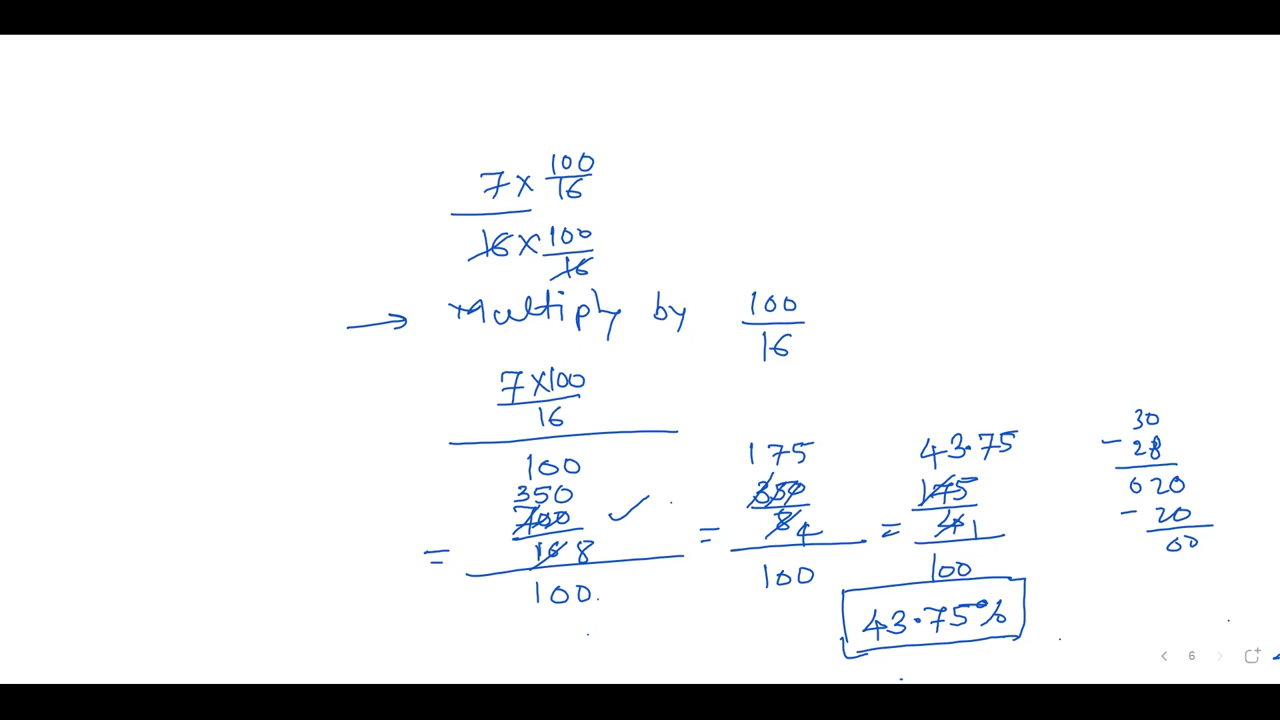 7 × 100/16
16 × 100/16
→ Multiply by 100/16
7 × 100
16
100
350 175 43.75
700 350 175
= 16 8 = 8 4 = 4 1
100 100 100
43.75%
30
- 28
020
- 20
00
6